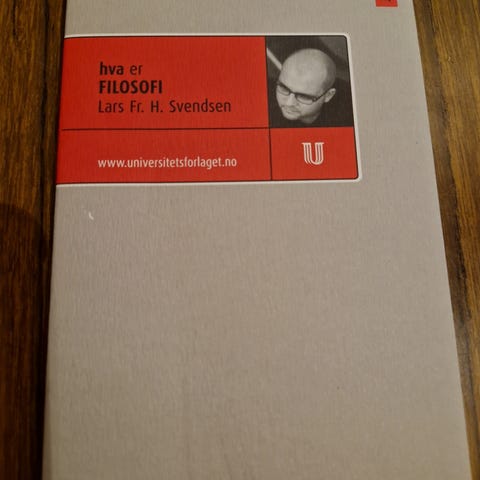 hva er
FILOSOFI
Lars Fr. H. Svendsen
www.universitetsforlaget.no
U